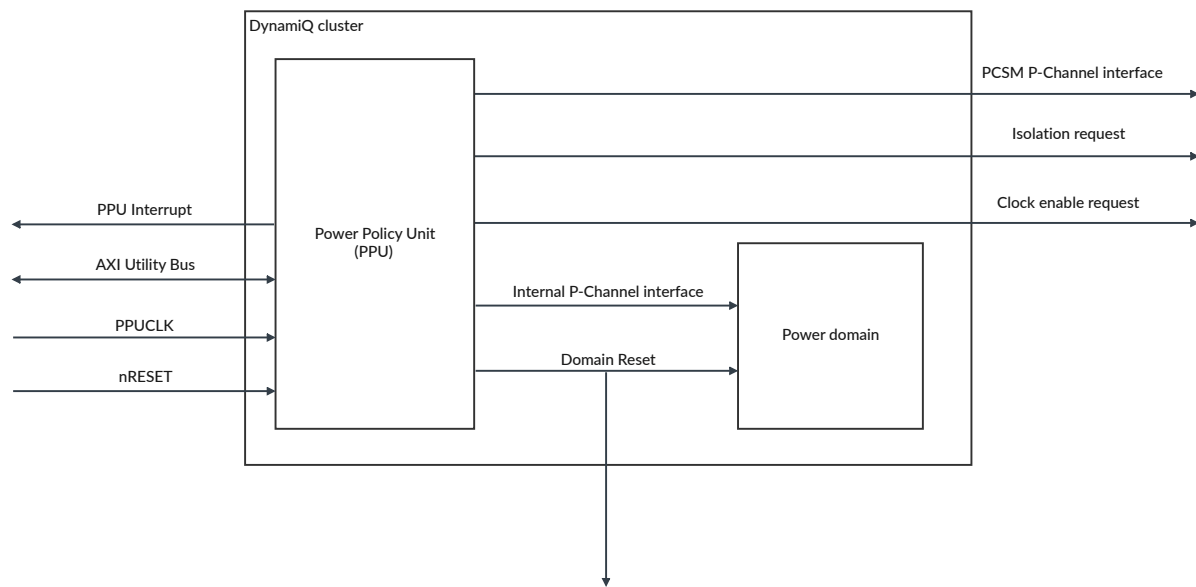 DynamiQ cluster
PCSM P-Channel interface
Isolation request
Clock enable request
PPU Interrupt
Power Policy Unit
(PPU)
AXI Utility Bus
Internal P-Channel interface
PPUCLK
Power domain
Domain Reset
nRESET